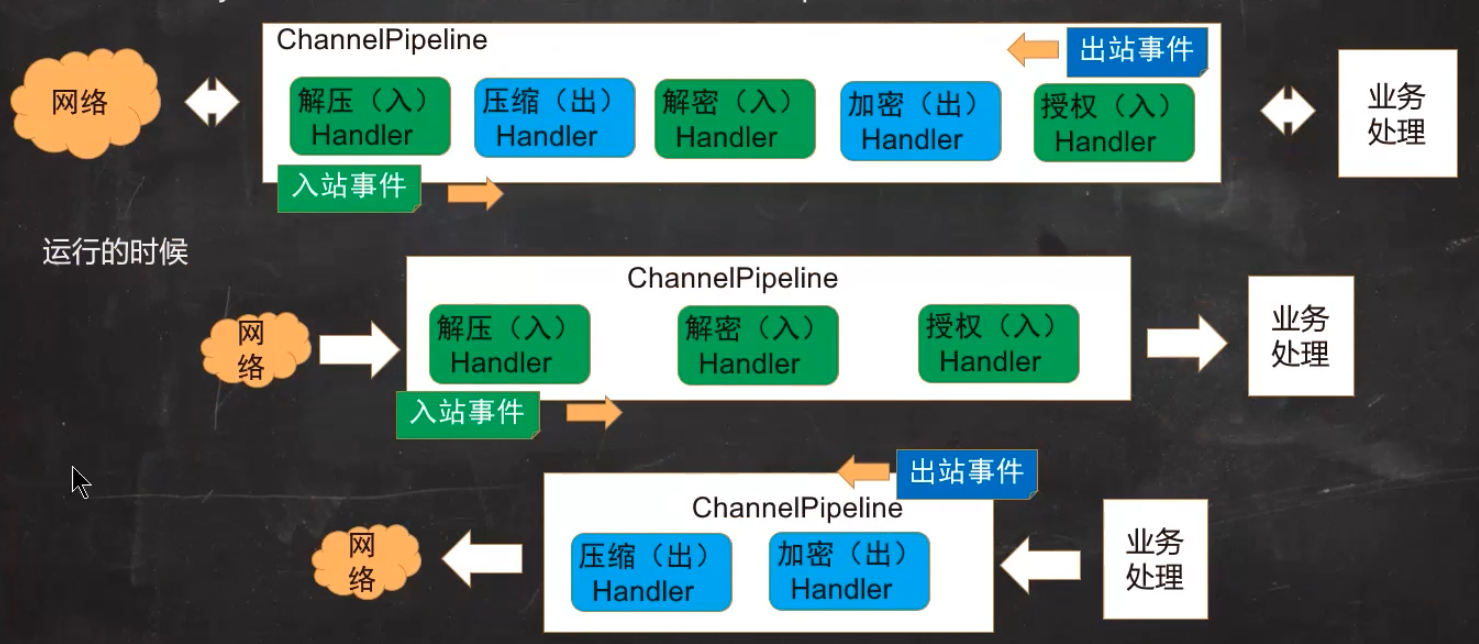 ChannelPipeline
出站事件
网络
解压（入）
Handler
压缩（出）
Handler
解密（入）
Handler
加密（出）
Handler
授权（入）
Handler
业务
处理
入站事件
运行的时候
ChannelPipeline
网
络
解压（入）
Handler
解密（入）
Handler
授权（入）
Handler
业务
处理
入站事件
出站事件
ChannelPipeline
网
络
压缩（出）
Handler
加密（出）
Handler
业务
处理